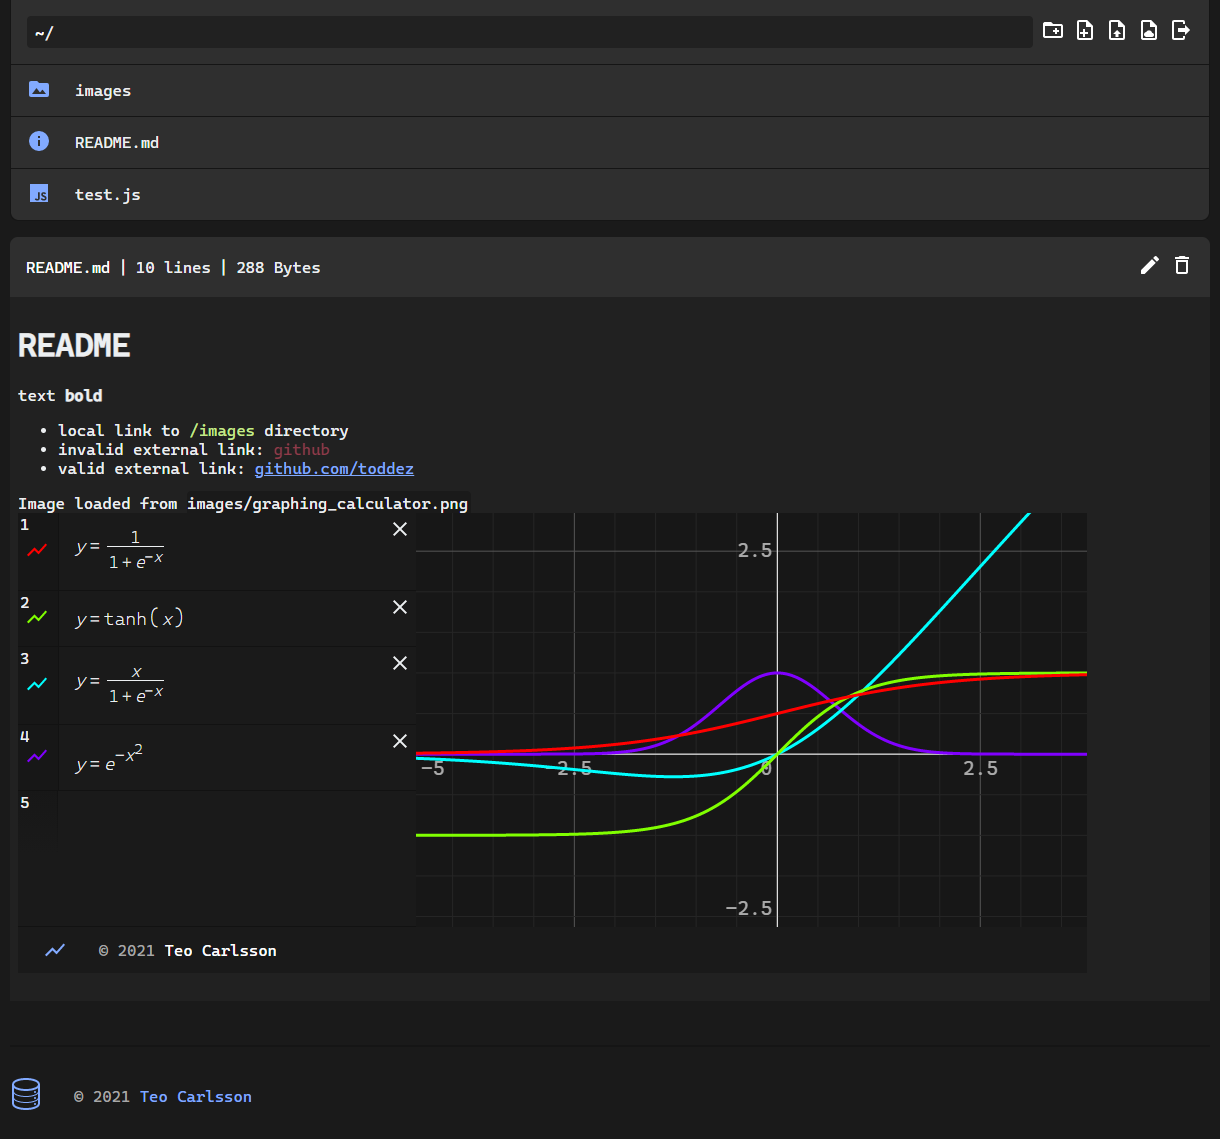 ~/
images
README.md
JS
test.js
README.md | 10 lines | 288 Bytes
README
text bold
• local link to /images directory
• invalid external link: github
• valid external link: github.com/toddez
Image loaded from images/graphing_calculator.png
1
y = 1/(1 + e^(−x))
2
y = tanh(x)
3
y = x/(1 + e^(−x))
4
y = e^(−x^2)
5
2.5
−5 −2.5 0 2.5
−2.5
© 2021 Teo Carlsson
© 2021 Teo Carlsson